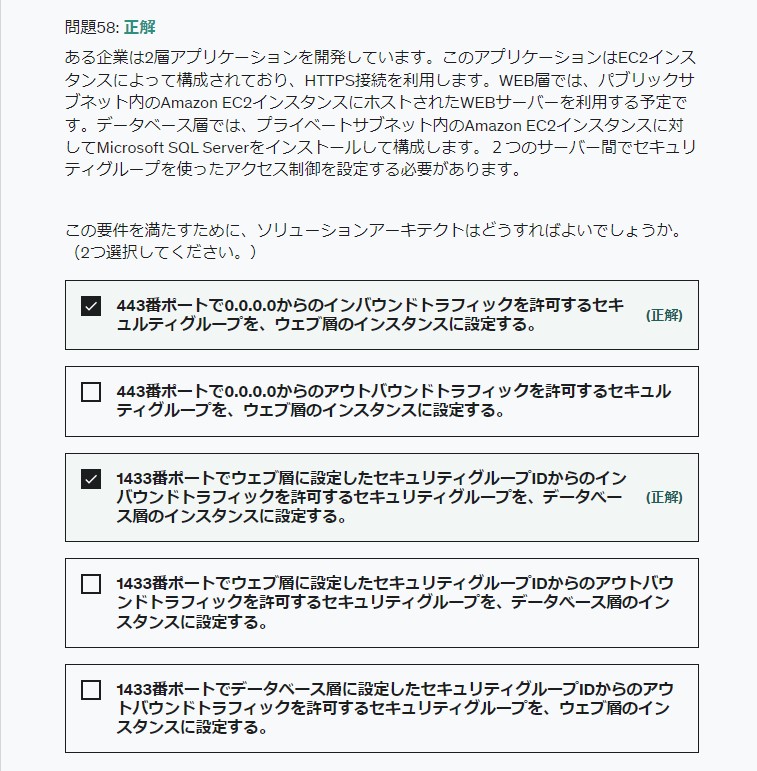 問題58: 正解
ある企業は2層アプリケーションを開発しています。このアプリケーションはEC2インス
タンスによって構成されており、HTTPS接続を利用します。WEB層では、パブリックサ
ブネット内のAmazon EC2インスタンスにホストされたWEBサーバーを利用する予定で
す。データベース層では、プライベートサブネット内のAmazon EC2インスタンスに対
してMicrosoft SQL Serverをインストールして構成します。２つのサーバー間でセキュリ
ティグループを使ったアクセス制御を設定する必要があります。
この要件を満たすために、ソリューションアーキテクトはどうすればよいでしょうか。
（2つ選択してください。）
443番ポートで0.0.0.0からのインバウンドトラフィックを許可するセキ
ュルティグループを、ウェブ層のインスタンスに設定する。
(正解)
443番ポートで0.0.0.0からのアウトバウンドトラフィックを許可するセキュル
ティグループを、ウェブ層のインスタンスに設定する。
1433番ポートでウェブ層に設定したセキュリティグループIDからのイン
バウンドトラフィックを許可するセキュリティグループを、データベー
ス層のインスタンスに設定する。
(正解)
1433番ポートでウェブ層に設定したセキュリティグループIDからのアウトバウ
ンドトラフィックを許可するセキュリティグループを、データベース層のイン
スタンスに設定する。
1433番ポートでデータベース層に設定したセキュリティグループIDからのアウ
トバウンドトラフィックを許可するセキュリティグループを、ウェブ層のイン
スタンスに設定する。